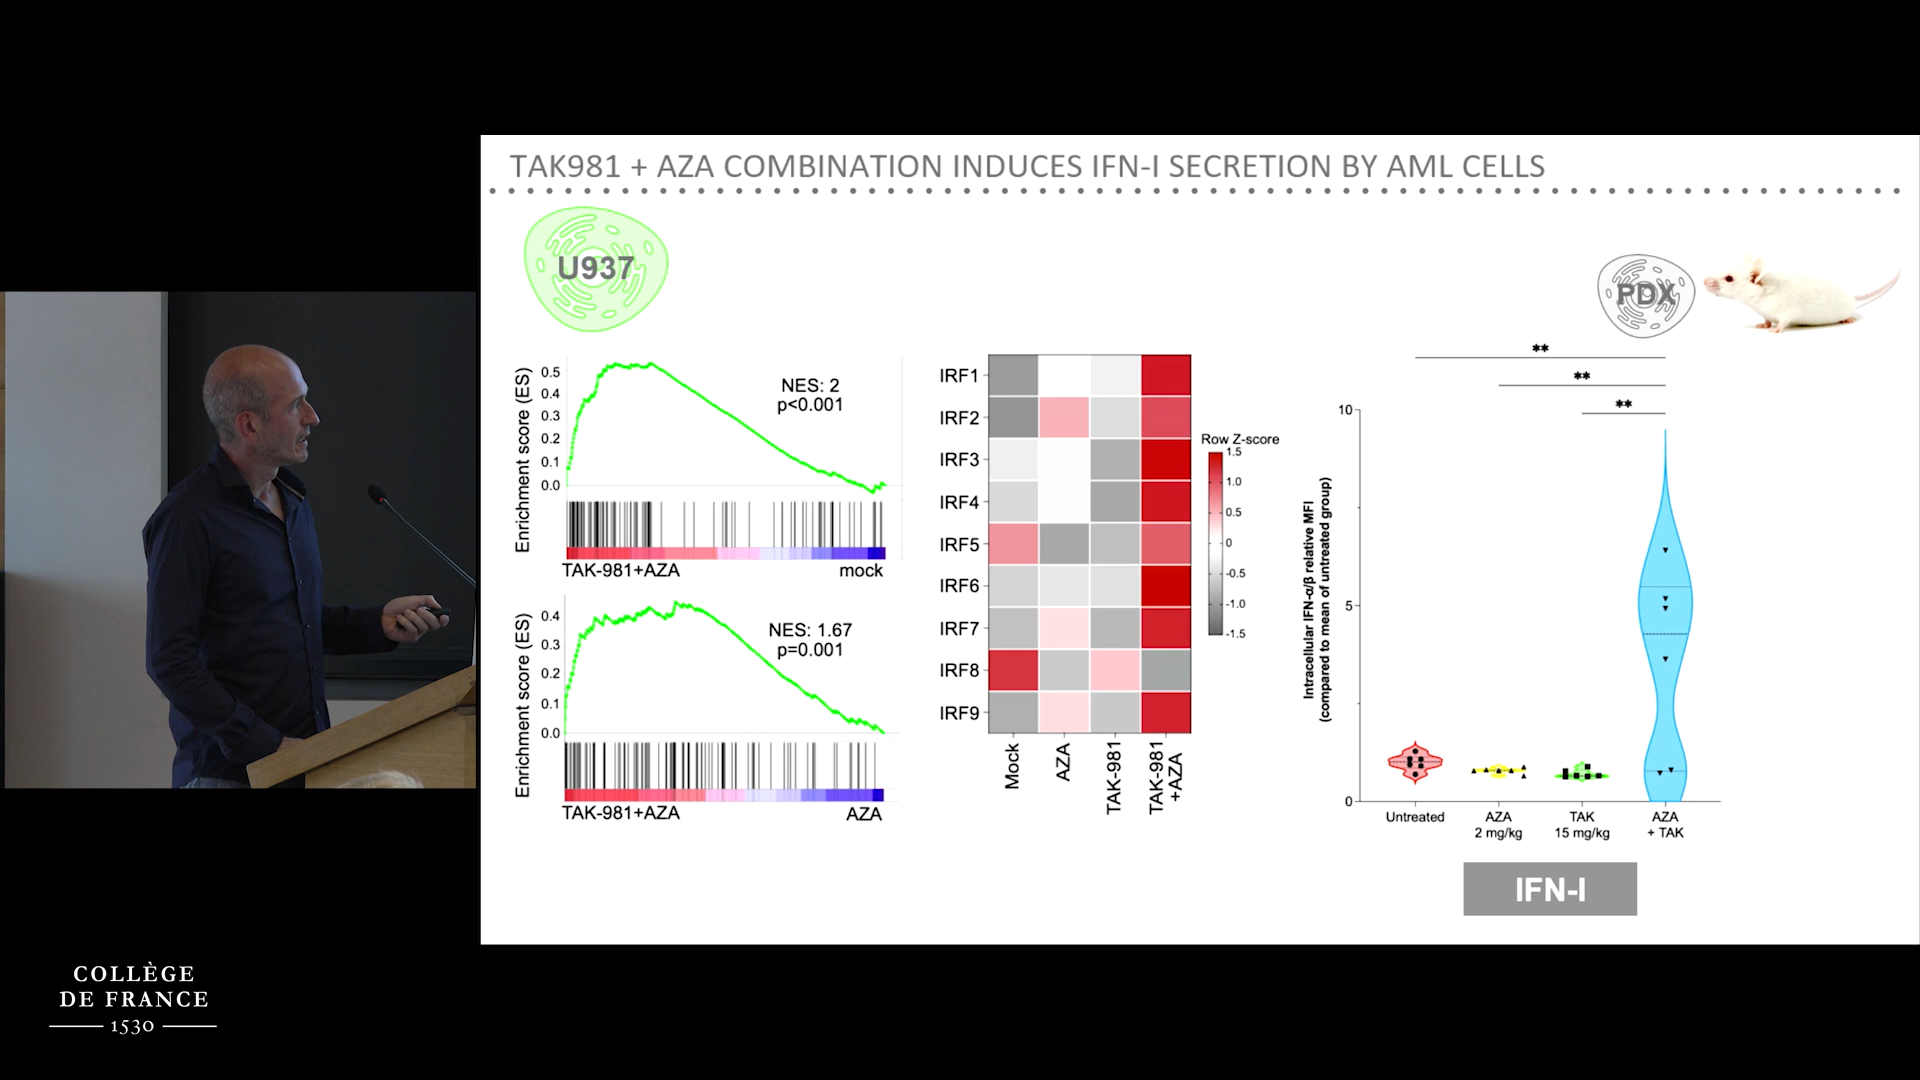 TAK981 + AZA COMBINATION INDUCES IFN-I SECRETION BY AML CELLS
U937
PDX
Enrichment score (ES)
0.5
0.4
0.3
0.2
0.1
0.0
NES: 2
p<0.001
TAK-981+AZA
mock
Enrichment score (ES)
0.4
0.3
0.2
0.1
0.0
NES: 1.67
p=0.001
TAK-981+AZA
AZA
IRF1
IRF2
IRF3
IRF4
IRF5
IRF6
IRF7
IRF8
IRF9
Mock
AZA
TAK-981
TAK-981
+AZA
Row Z-score
1.5
1.0
0.5
0
-0.5
-1.0
-1.5
**
**
**
Intracellular IFN-α/β relative MFI
(compared to mean of untreated group)
10
5
0
Untreated
AZA
2 mg/kg
TAK
15 mg/kg
AZA
+ TAK
IFN-I
COLLÈGE
DE FRANCE
1530